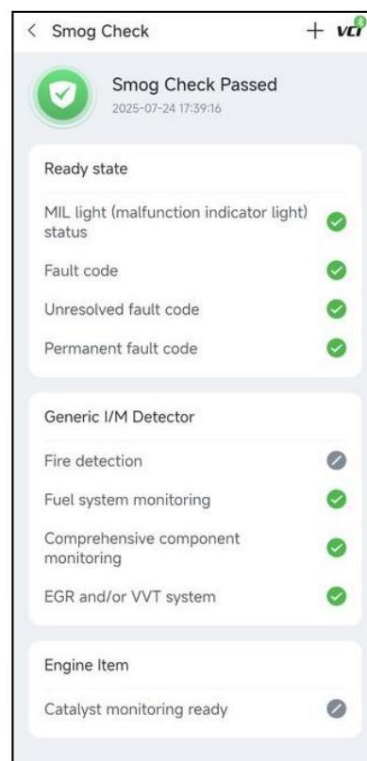 Smog Check
VCI
Smog Check Passed
2025-07-24 17:39:16
Ready state
MIL light (malfunction indicator light)
status
Fault code
Unresolved fault code
Permanent fault code
Generic I/M Detector
Fire detection
Fuel system monitoring
Comprehensive component
monitoring
EGR and/or VVT system
Engine Item
Catalyst monitoring ready